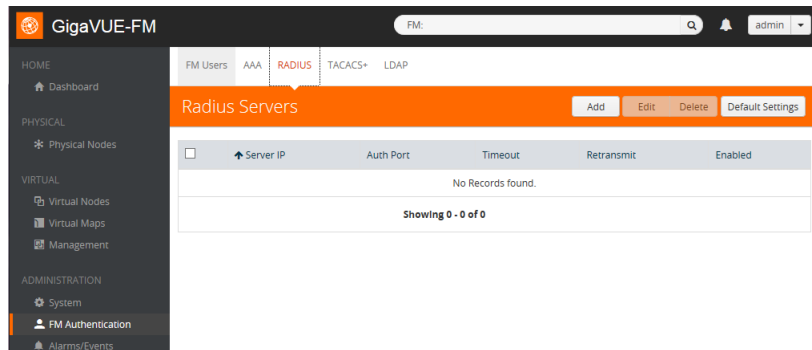 GigaVUE-FM
FM:
admin
HOME
Dashboard
PHYSICAL
Physical Nodes
VIRTUAL
Virtual Nodes
Virtual Maps
Management
ADMINISTRATION
System
FM Authentication
Alarms/Events
FM Users AAA RADIUS TACACS+ LDAP
Radius Servers
Add Edit Delete Default Settings
Server IP Auth Port Timeout Retransmit Enabled
No Records found.
Showing 0 - 0 of 0